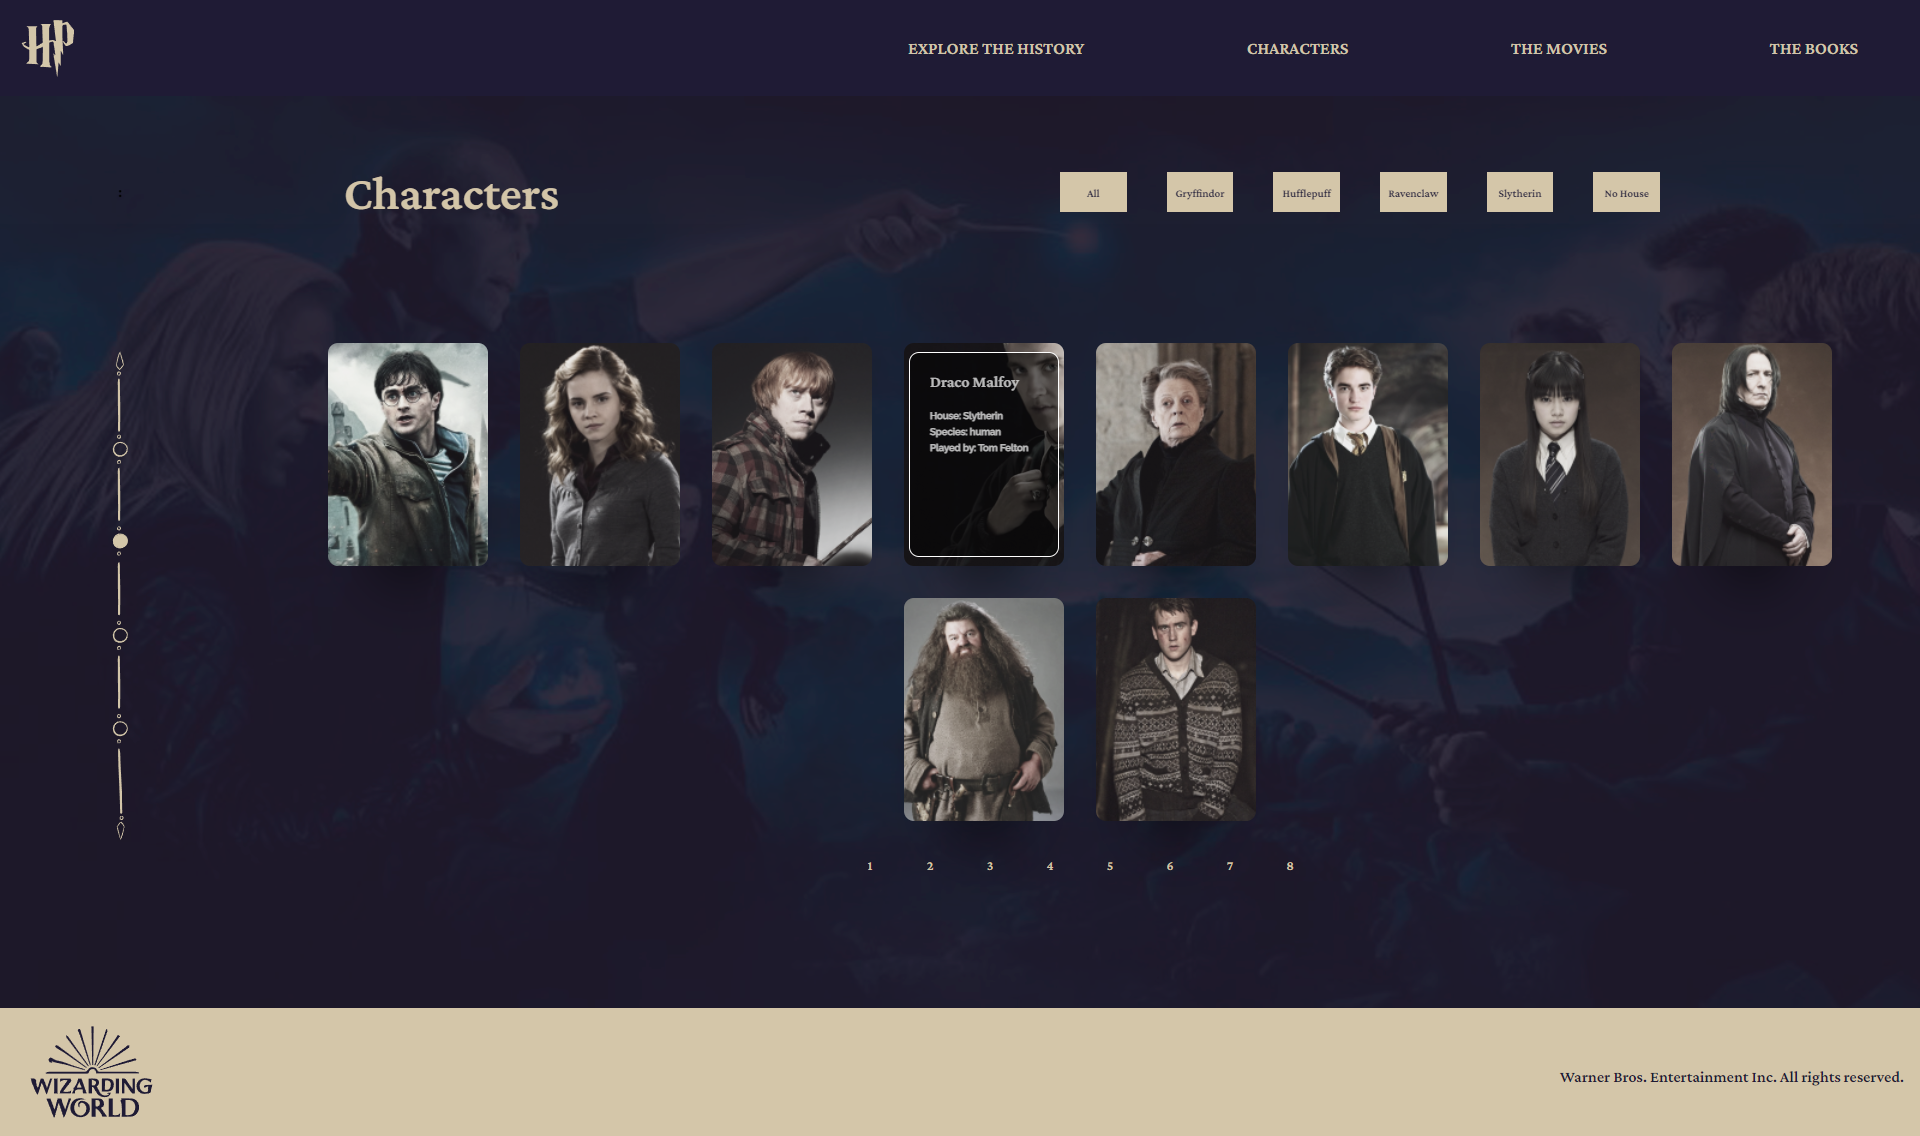 HP
EXPLORE THE HISTORY
CHARACTERS
THE MOVIES
THE BOOKS
:
Characters
All
Gryffindor
Hufflepuff
Ravenclaw
Slytherin
No House
Draco Malfoy
House: Slytherin
Species: human
Played by: Tom Felton
1 2 3 4 5 6 7 8
WIZARDING
WORLD
Warner Bros. Entertainment Inc. All rights reserved.